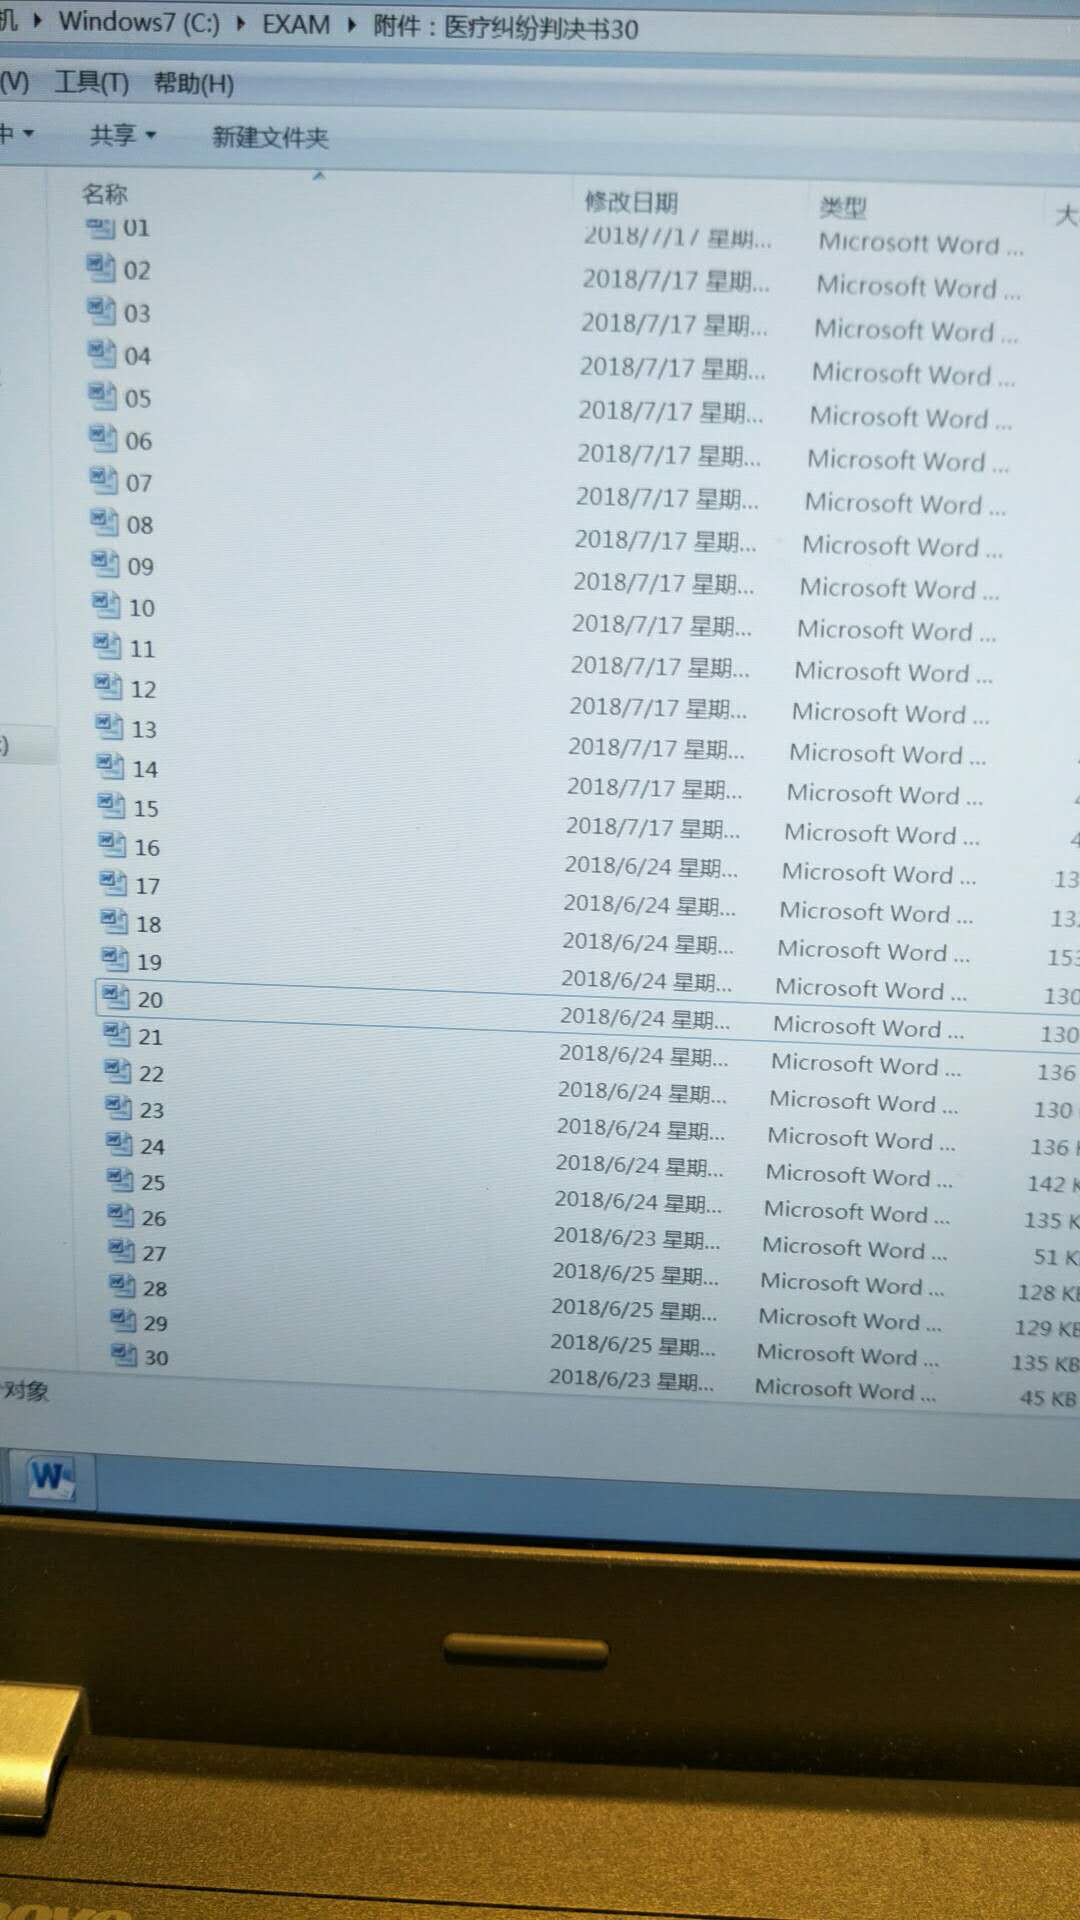 机 ▸ Windows7 (C:) ▸ EXAM ▸ 附件：医疗纠纷判决书30
(V) 工具(T) 帮助(H)
中 共享 新建文件夹
名称 修改日期 类型 大
01 2018/7/17 星期... Microsoft Word ...
02 2018/7/17 星期... Microsoft Word ...
03 2018/7/17 星期... Microsoft Word ...
04 2018/7/17 星期... Microsoft Word ...
05 2018/7/17 星期... Microsoft Word ...
06 2018/7/17 星期... Microsoft Word ...
07 2018/7/17 星期... Microsoft Word ...
08 2018/7/17 星期... Microsoft Word ...
09 2018/7/17 星期... Microsoft Word ...
10 2018/7/17 星期... Microsoft Word ...
11 2018/7/17 星期... Microsoft Word ...
12 2018/7/17 星期... Microsoft Word ...
13 2018/7/17 星期... Microsoft Word ...
14 2018/7/17 星期... Microsoft Word ...
15 2018/7/17 星期... Microsoft Word ...
16 2018/6/24 星期... Microsoft Word ... 13
17 2018/6/24 星期... Microsoft Word ... 13
18 2018/6/24 星期... Microsoft Word ... 153
19 2018/6/24 星期... Microsoft Word ... 130
20 2018/6/24 星期... Microsoft Word ... 130
21 2018/6/24 星期... Microsoft Word ... 136
22 2018/6/24 星期... Microsoft Word ... 130
23 2018/6/24 星期... Microsoft Word ... 136 K
24 2018/6/24 星期... Microsoft Word ... 142 K
25 2018/6/24 星期... Microsoft Word ... 135 K
26 2018/6/23 星期... Microsoft Word ... 51 K
27 2018/6/25 星期... Microsoft Word ... 128 KB
28 2018/6/25 星期... Microsoft Word ... 129 KB
29 2018/6/25 星期... Microsoft Word ... 135 KB
30 2018/6/23 星期... Microsoft Word ... 45 KB
对象
W